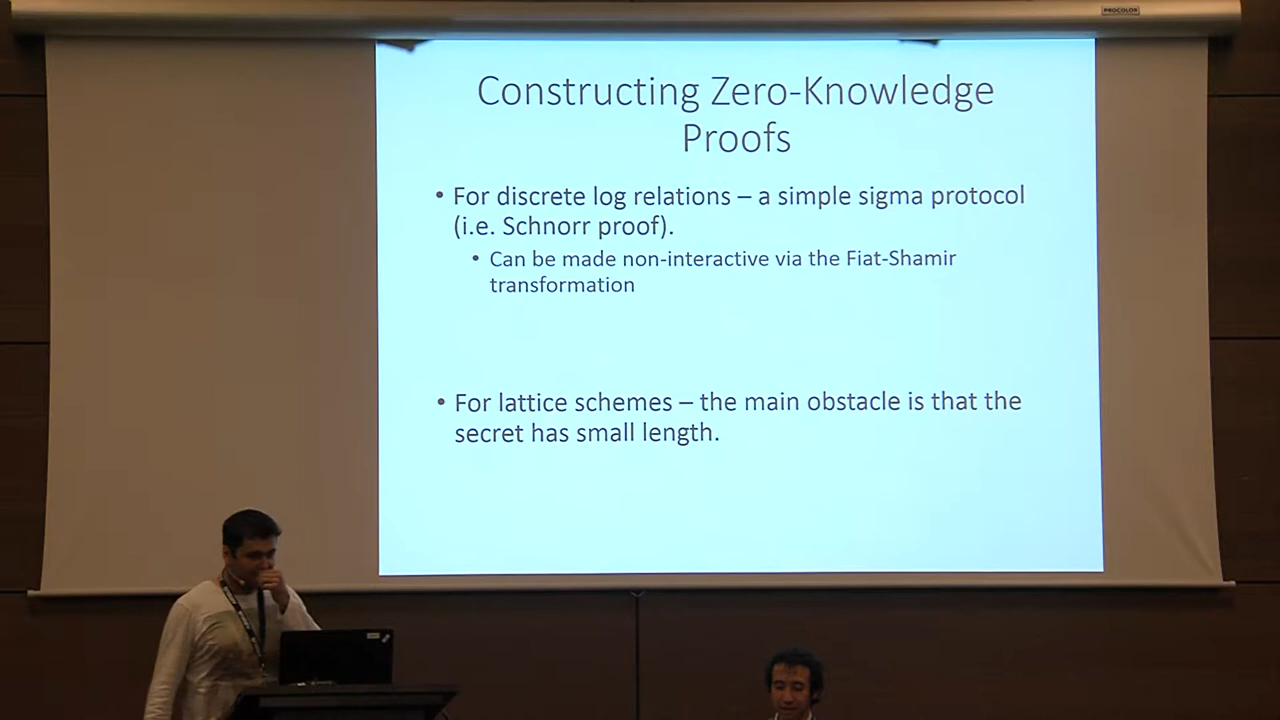 PROCOLOR
Constructing Zero-Knowledge
Proofs
• For discrete log relations – a simple sigma protocol
(i.e. Schnorr proof).
• Can be made non-interactive via the Fiat-Shamir
transformation
• For lattice schemes – the main obstacle is that the
secret has small length.